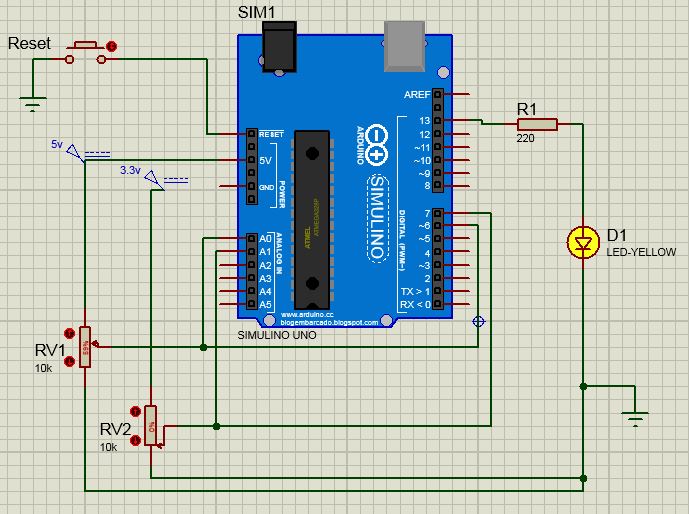 SIM1
Reset
5v
3.3v
RESET
5V
GND
POWER
A0
A1
A2
A3
A4
A5
ANALOG IN
ATMEL
ATMEGA328P
ARDUINO
SIMULINO
AREF
13
12
~11
~10
~9
8
DIGITAL (PWM~)
7
~6
~5
4
~3
2
TX > 1
RX < 0
www.arduino.cc
blogembarcado.blogspot.com
SIMULINO UNO
R1
220
D1
LED-YELLOW
RV1
10k
RV2
10k
0%